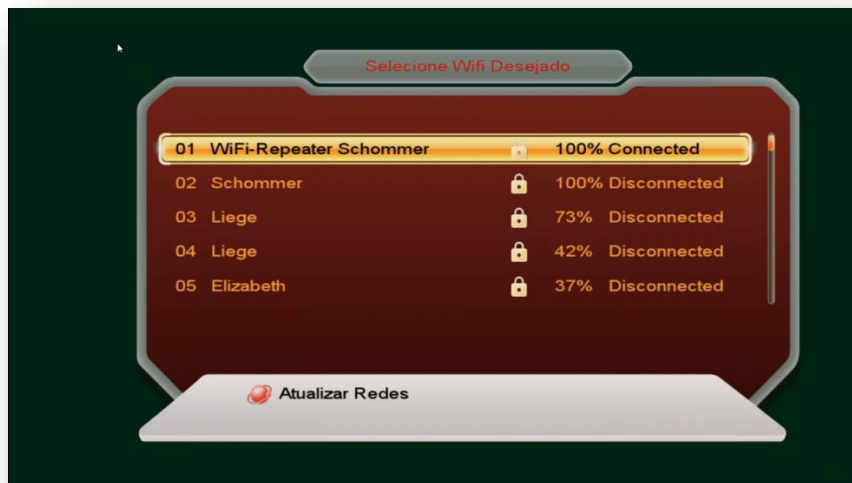 Selecione Wifi Desejado
01 WiFi-Repeater Schommer 100% Connected
02 Schommer 100% Disconnected
03 Liege 73% Disconnected
04 Liege 42% Disconnected
05 Elizabeth 37% Disconnected
Atualizar Redes